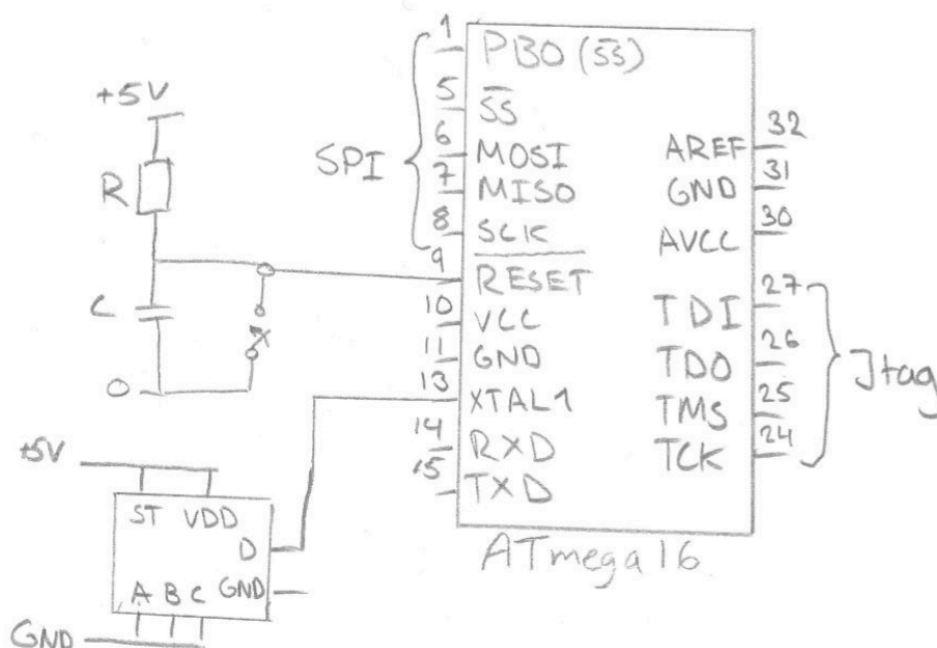 1
PB0 (SS)
5
SS
+5V
6
SPI
MOSI
7
MISO
R
8
SCK
9
RESET
C
10
VCC
11
GND
0
13
XTAL1
14
RXD
15
TXD
32
AREF
31
GND
30
AVCC
27
TDI
26
TDO
Jtag
25
TMS
24
TCK
ATmega16
+5V
ST VDD
D
A B C GND
GND